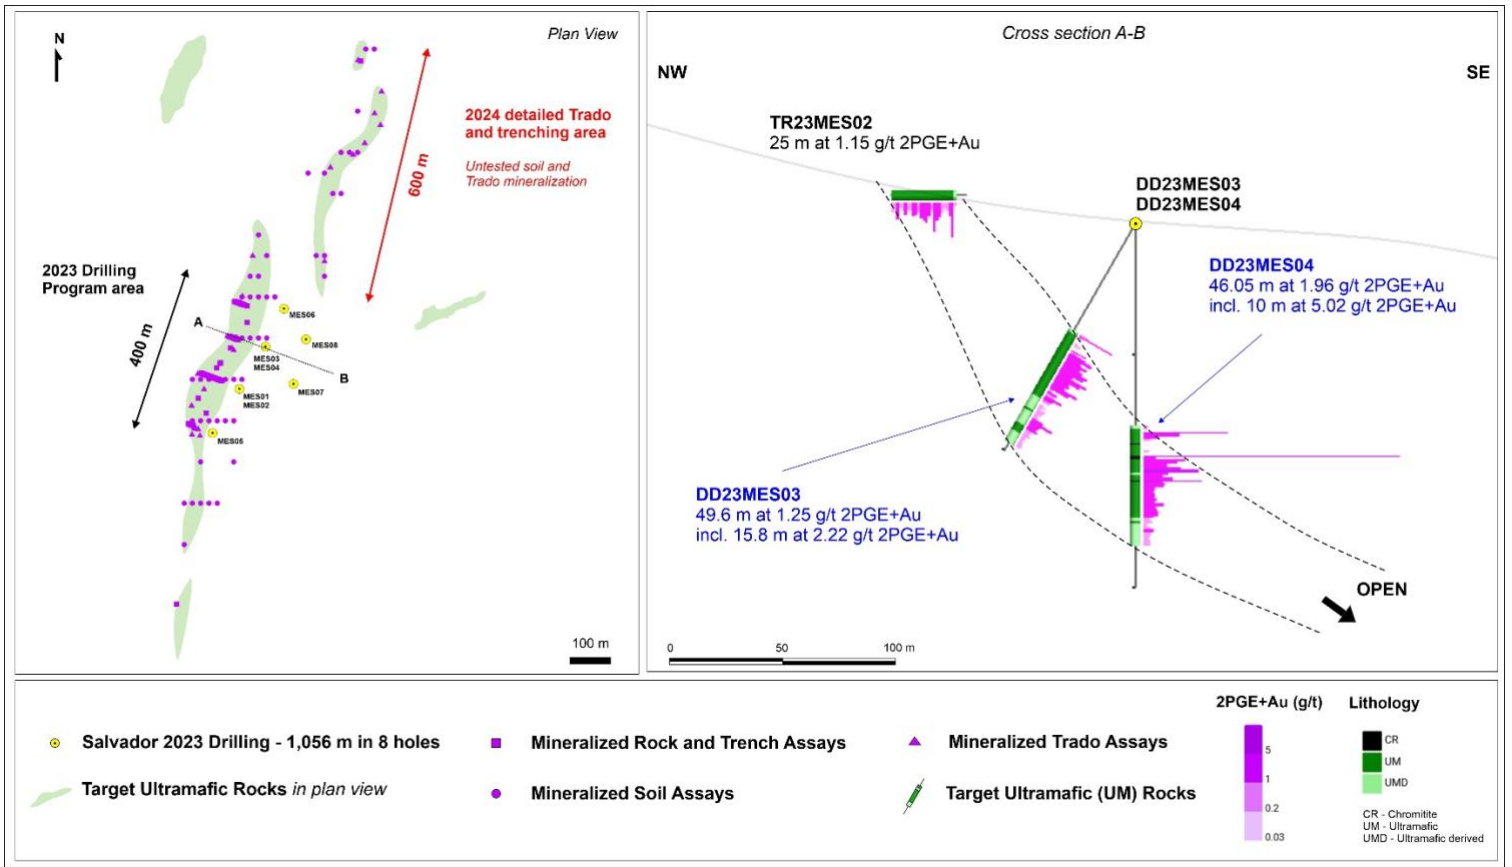 Plan View
N
2024 detailed Trado
and trenching area
Untested soil and
Trado mineralization
600 m
2023 Drilling
Program area
400 m
A
B
MES06
MES08
MES03
MES04
MES07
MES01
MES02
MES05
100 m
Cross section A-B
NW
SE
TR23MES02
25 m at 1.15 g/t 2PGE+Au
DD23MES03
DD23MES04
DD23MES04
46.05 m at 1.96 g/t 2PGE+Au
incl. 10 m at 5.02 g/t 2PGE+Au
DD23MES03
49.6 m at 1.25 g/t 2PGE+Au
incl. 15.8 m at 2.22 g/t 2PGE+Au
OPEN
0 50 100 m
Salvador 2023 Drilling - 1,056 m in 8 holes
Target Ultramafic Rocks in plan view
Mineralized Rock and Trench Assays
Mineralized Soil Assays
Mineralized Trado Assays
Target Ultramafic (UM) Rocks
2PGE+Au (g/t)
5
1
0.2
0.03
Lithology
CR
UM
UMD
CR - Chromitite
UM - Ultramafic
UMD - Ultramafic derived